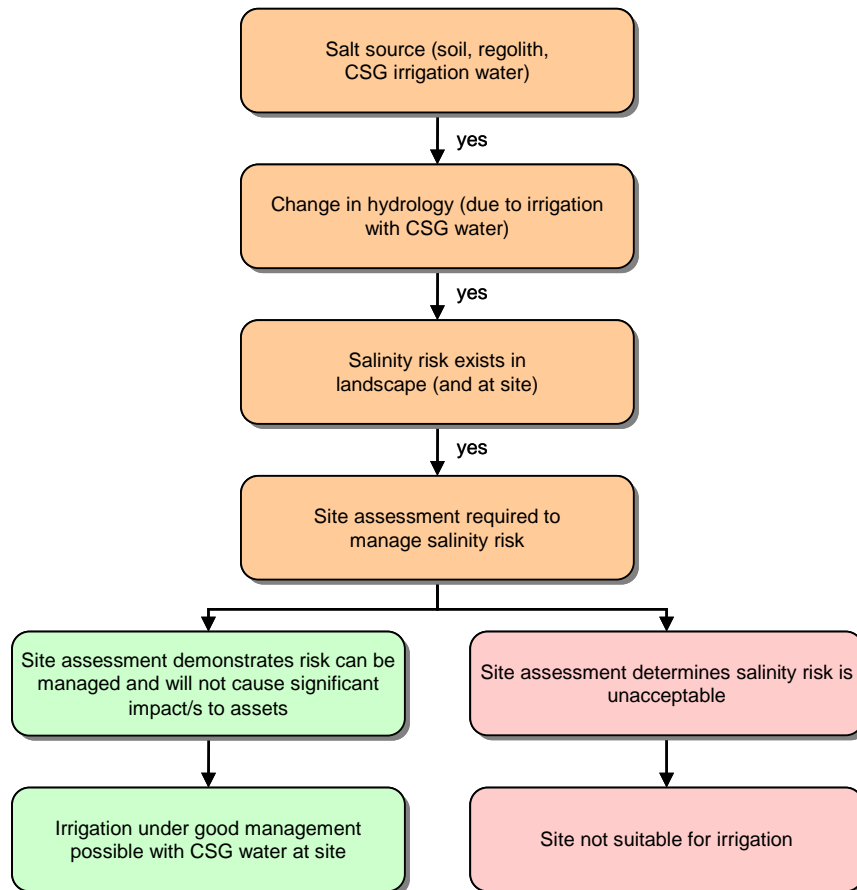 Salt source (soil, regolith,
CSG irrigation water)
yes
Change in hydrology (due to irrigation
with CSG water)
yes
Salinity risk exists in
landscape (and at site)
yes
Site assessment required to
manage salinity risk
Site assessment demonstrates risk can be
managed and will not cause significant
impact/s to assets
Site assessment determines salinity risk is
unacceptable
Irrigation under good management
possible with CSG water at site
Site not suitable for irrigation